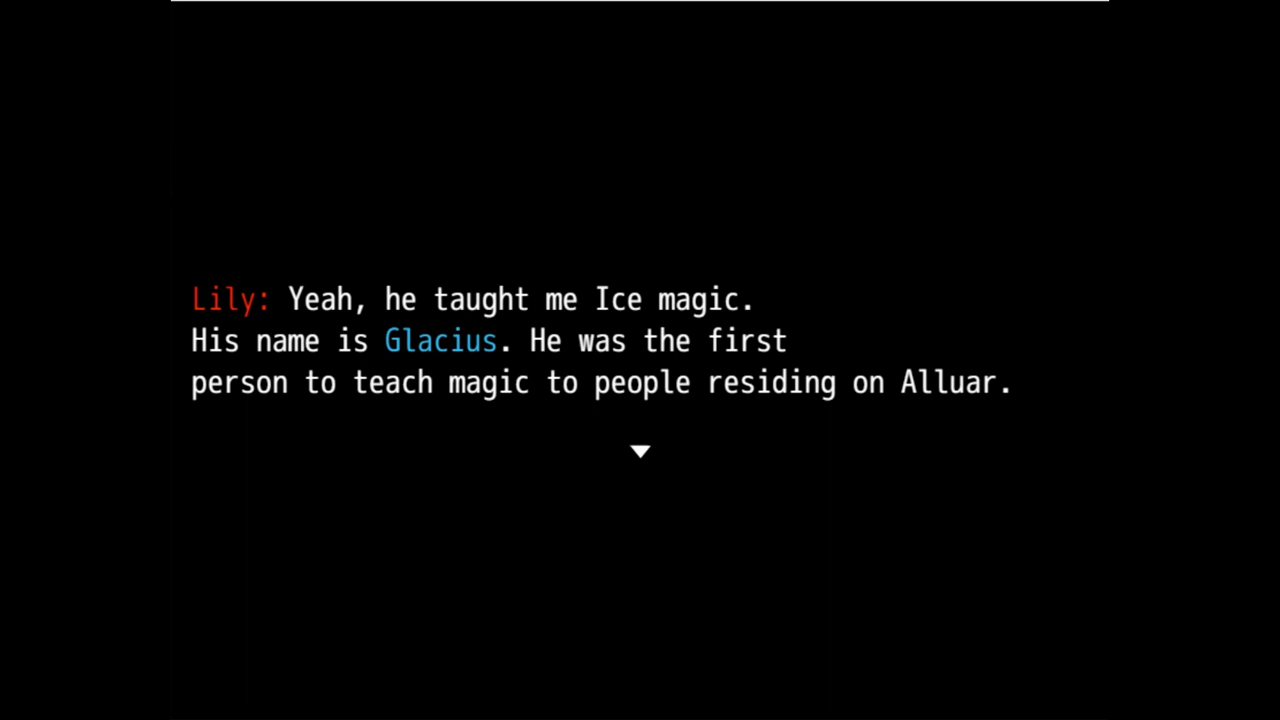 Lily: Yeah, he taught me Ice magic.
His name is Glacius. He was the first
person to teach magic to people residing on Alluar.